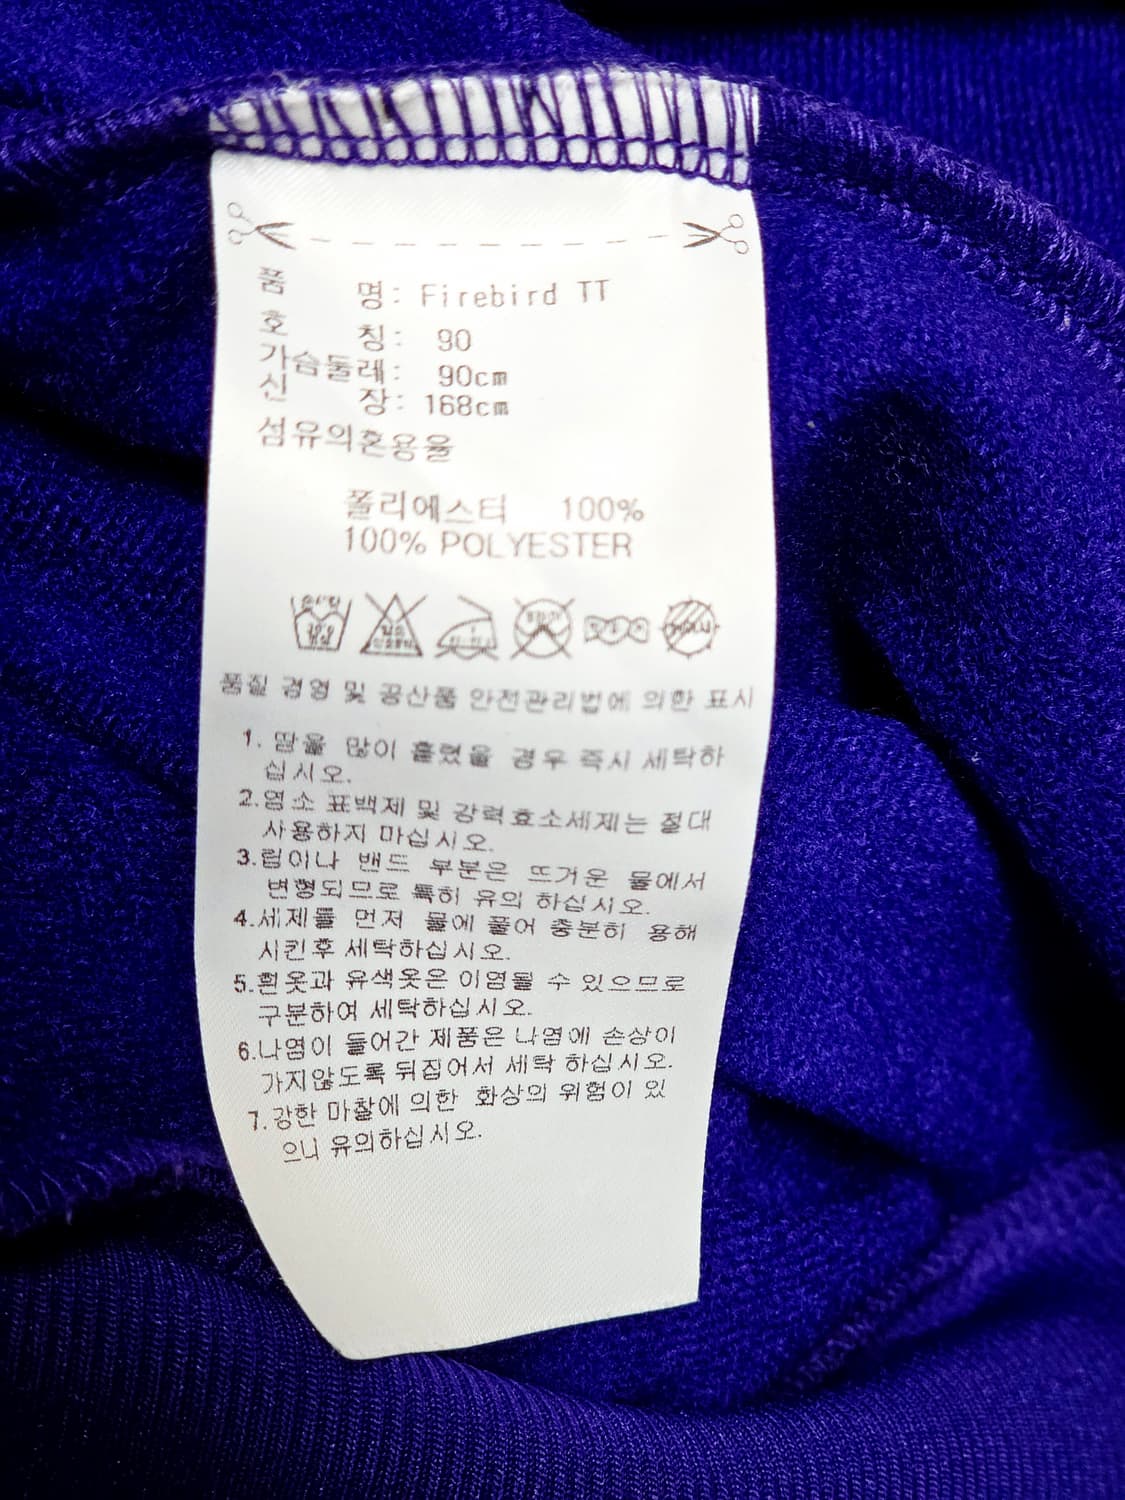 품 명: Firebird TT
호 칭: 90
가슴둘레: 90cm
신 장: 168cm
섬유의혼용율
폴리에스터 100%
100% POLYESTER
품질 경영 및 공산품 안전관리법에 의한 표시
1. 땀을 많이 흘렸을 경우 즉시 세탁하
십시오.
2.염소 표백제 및 강력효소세제는 절대
사용하지 마십시오.
3.림이나 밴드 부분은 뜨거운 물에서
변형되므로 특히 유의 하십시오.
4.세제를 먼저 물에 풀어 충분히 용해
시킨후 세탁하십시오.
5.흰옷과 유색옷은 이염될 수 있으므로
구분하여 세탁하십시오.
6.나염이 들어간 제품은 나염에 손상이
가지않도록 뒤집어서 세탁 하십시오.
7.강한 마찰에 의한 화상의 위험이 있
으니 유의하십시오.